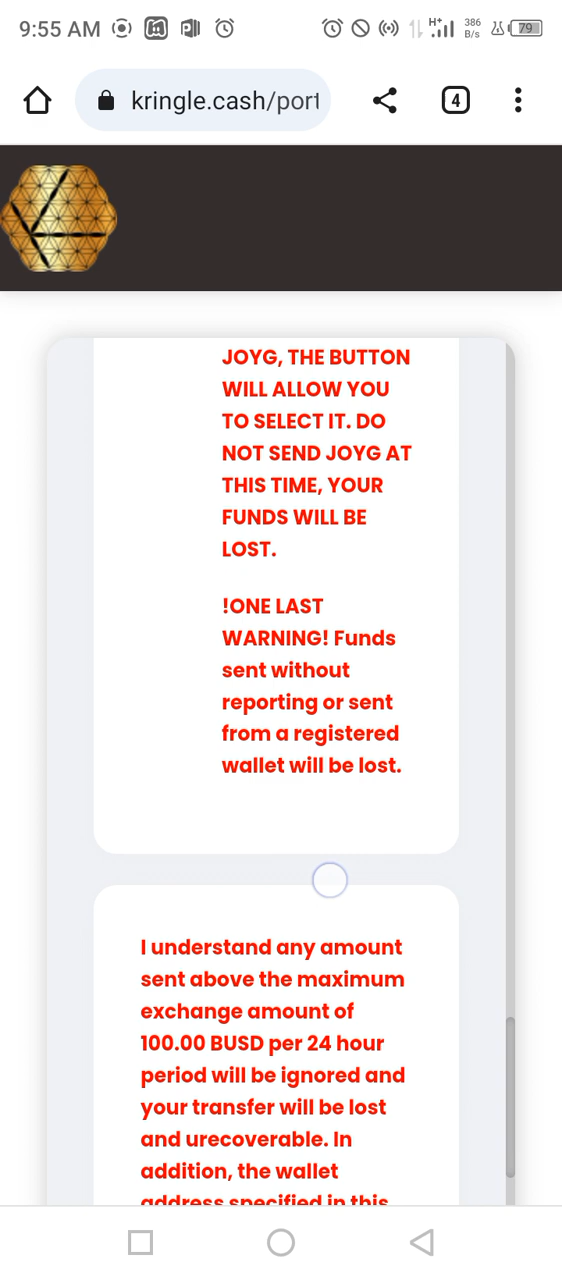 9:55 AM
H+
386
B/s
79
kringle.cash/port
4
JOYG, THE BUTTON
WILL ALLOW YOU
TO SELECT IT. DO
NOT SEND JOYG AT
THIS TIME, YOUR
FUNDS WILL BE
LOST.
!ONE LAST
WARNING! Funds
sent without
reporting or sent
from a registered
wallet will be lost.
I understand any amount
sent above the maximum
exchange amount of
100.00 BUSD per 24 hour
period will be ignored and
your transfer will be lost
and urecoverable. In
addition, the wallet
address specified in this